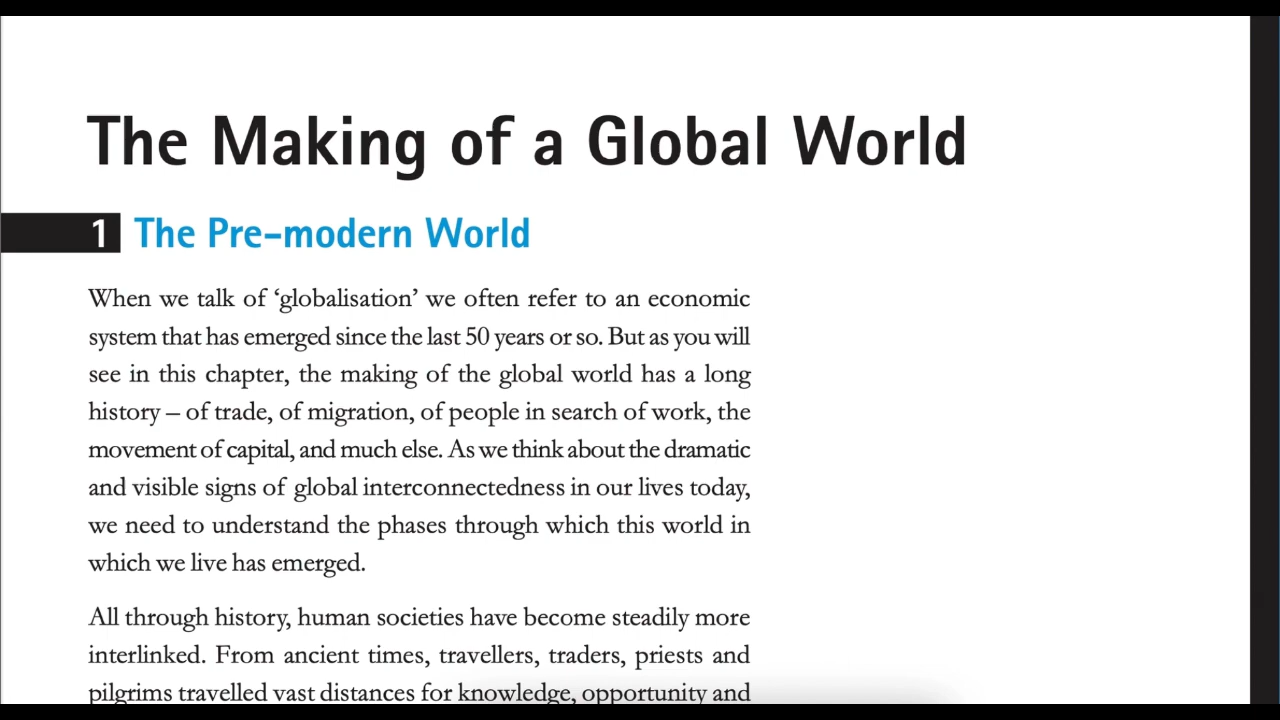 The Making of a Global World
1 The Pre-modern World
When we talk of ‘globalisation’ we often refer to an economic
system that has emerged since the last 50 years or so. But as you will
see in this chapter, the making of the global world has a long
history – of trade, of migration, of people in search of work, the
movement of capital, and much else. As we think about the dramatic
and visible signs of global interconnectedness in our lives today,
we need to understand the phases through which this world in
which we live has emerged.
All through history, human societies have become steadily more
interlinked. From ancient times, travellers, traders, priests and
pilgrims travelled vast distances for knowledge, opportunity and